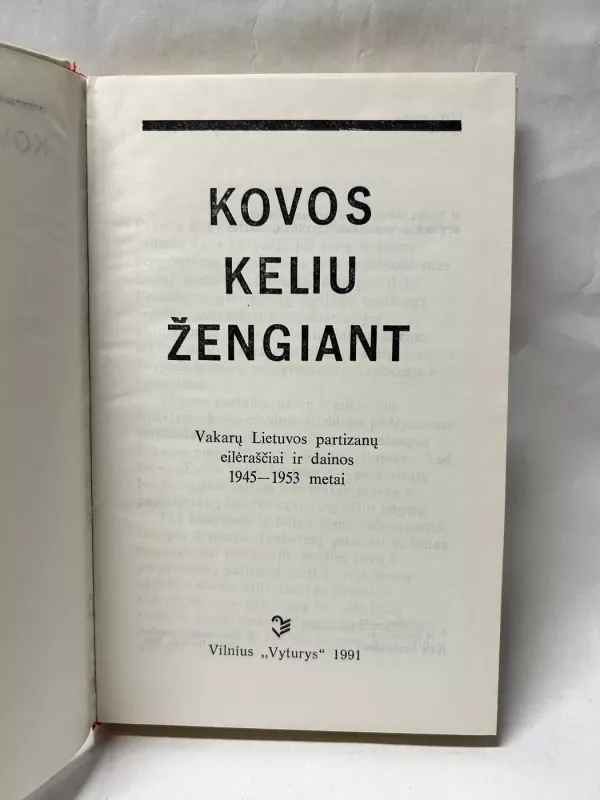 KOVOS
KELIU
ŽENGIANT
Vakarų Lietuvos partizanų
eilėraščiai ir dainos
1945—1953 metai
Vilnius „Vyturys“ 1991